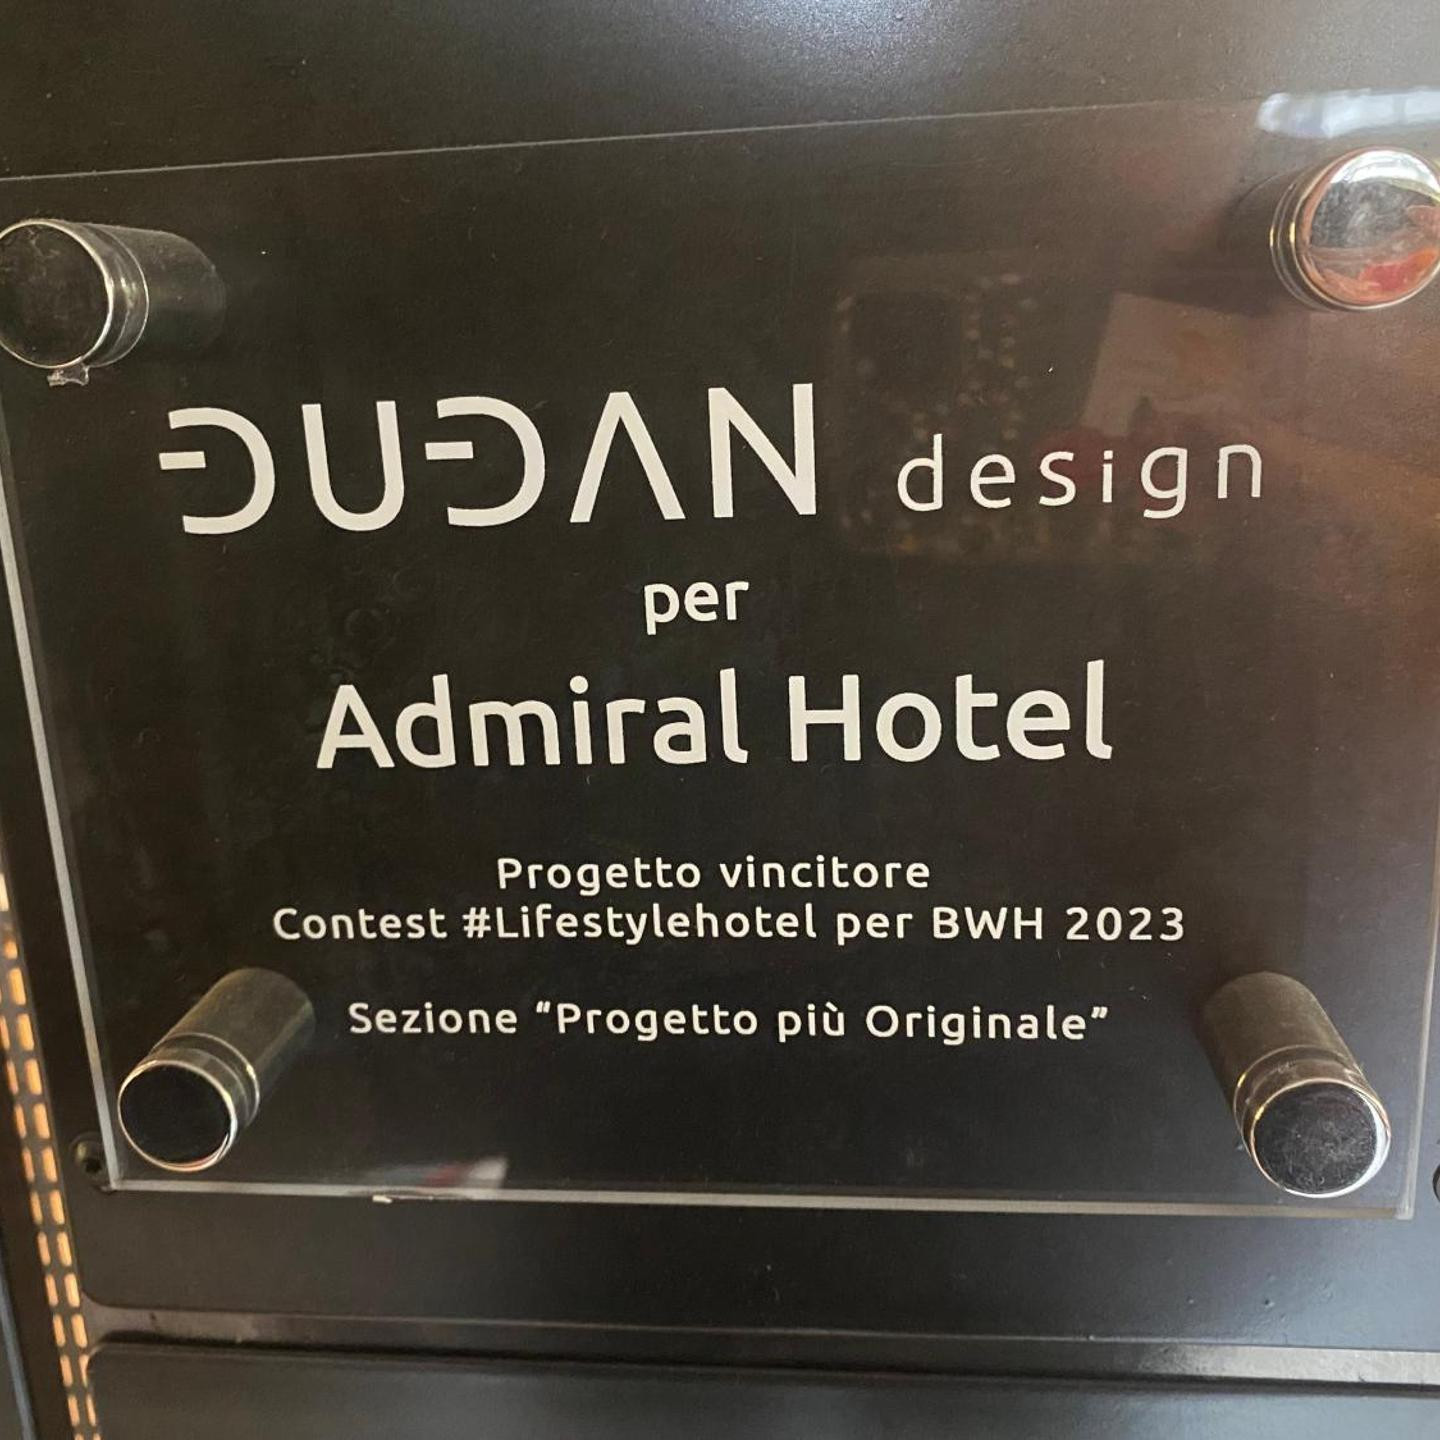 DUDAN design
per
Admiral Hotel
Progetto vincitore
Contest #Lifestylehotel per BWH 2023
Sezione “Progetto più Originale”